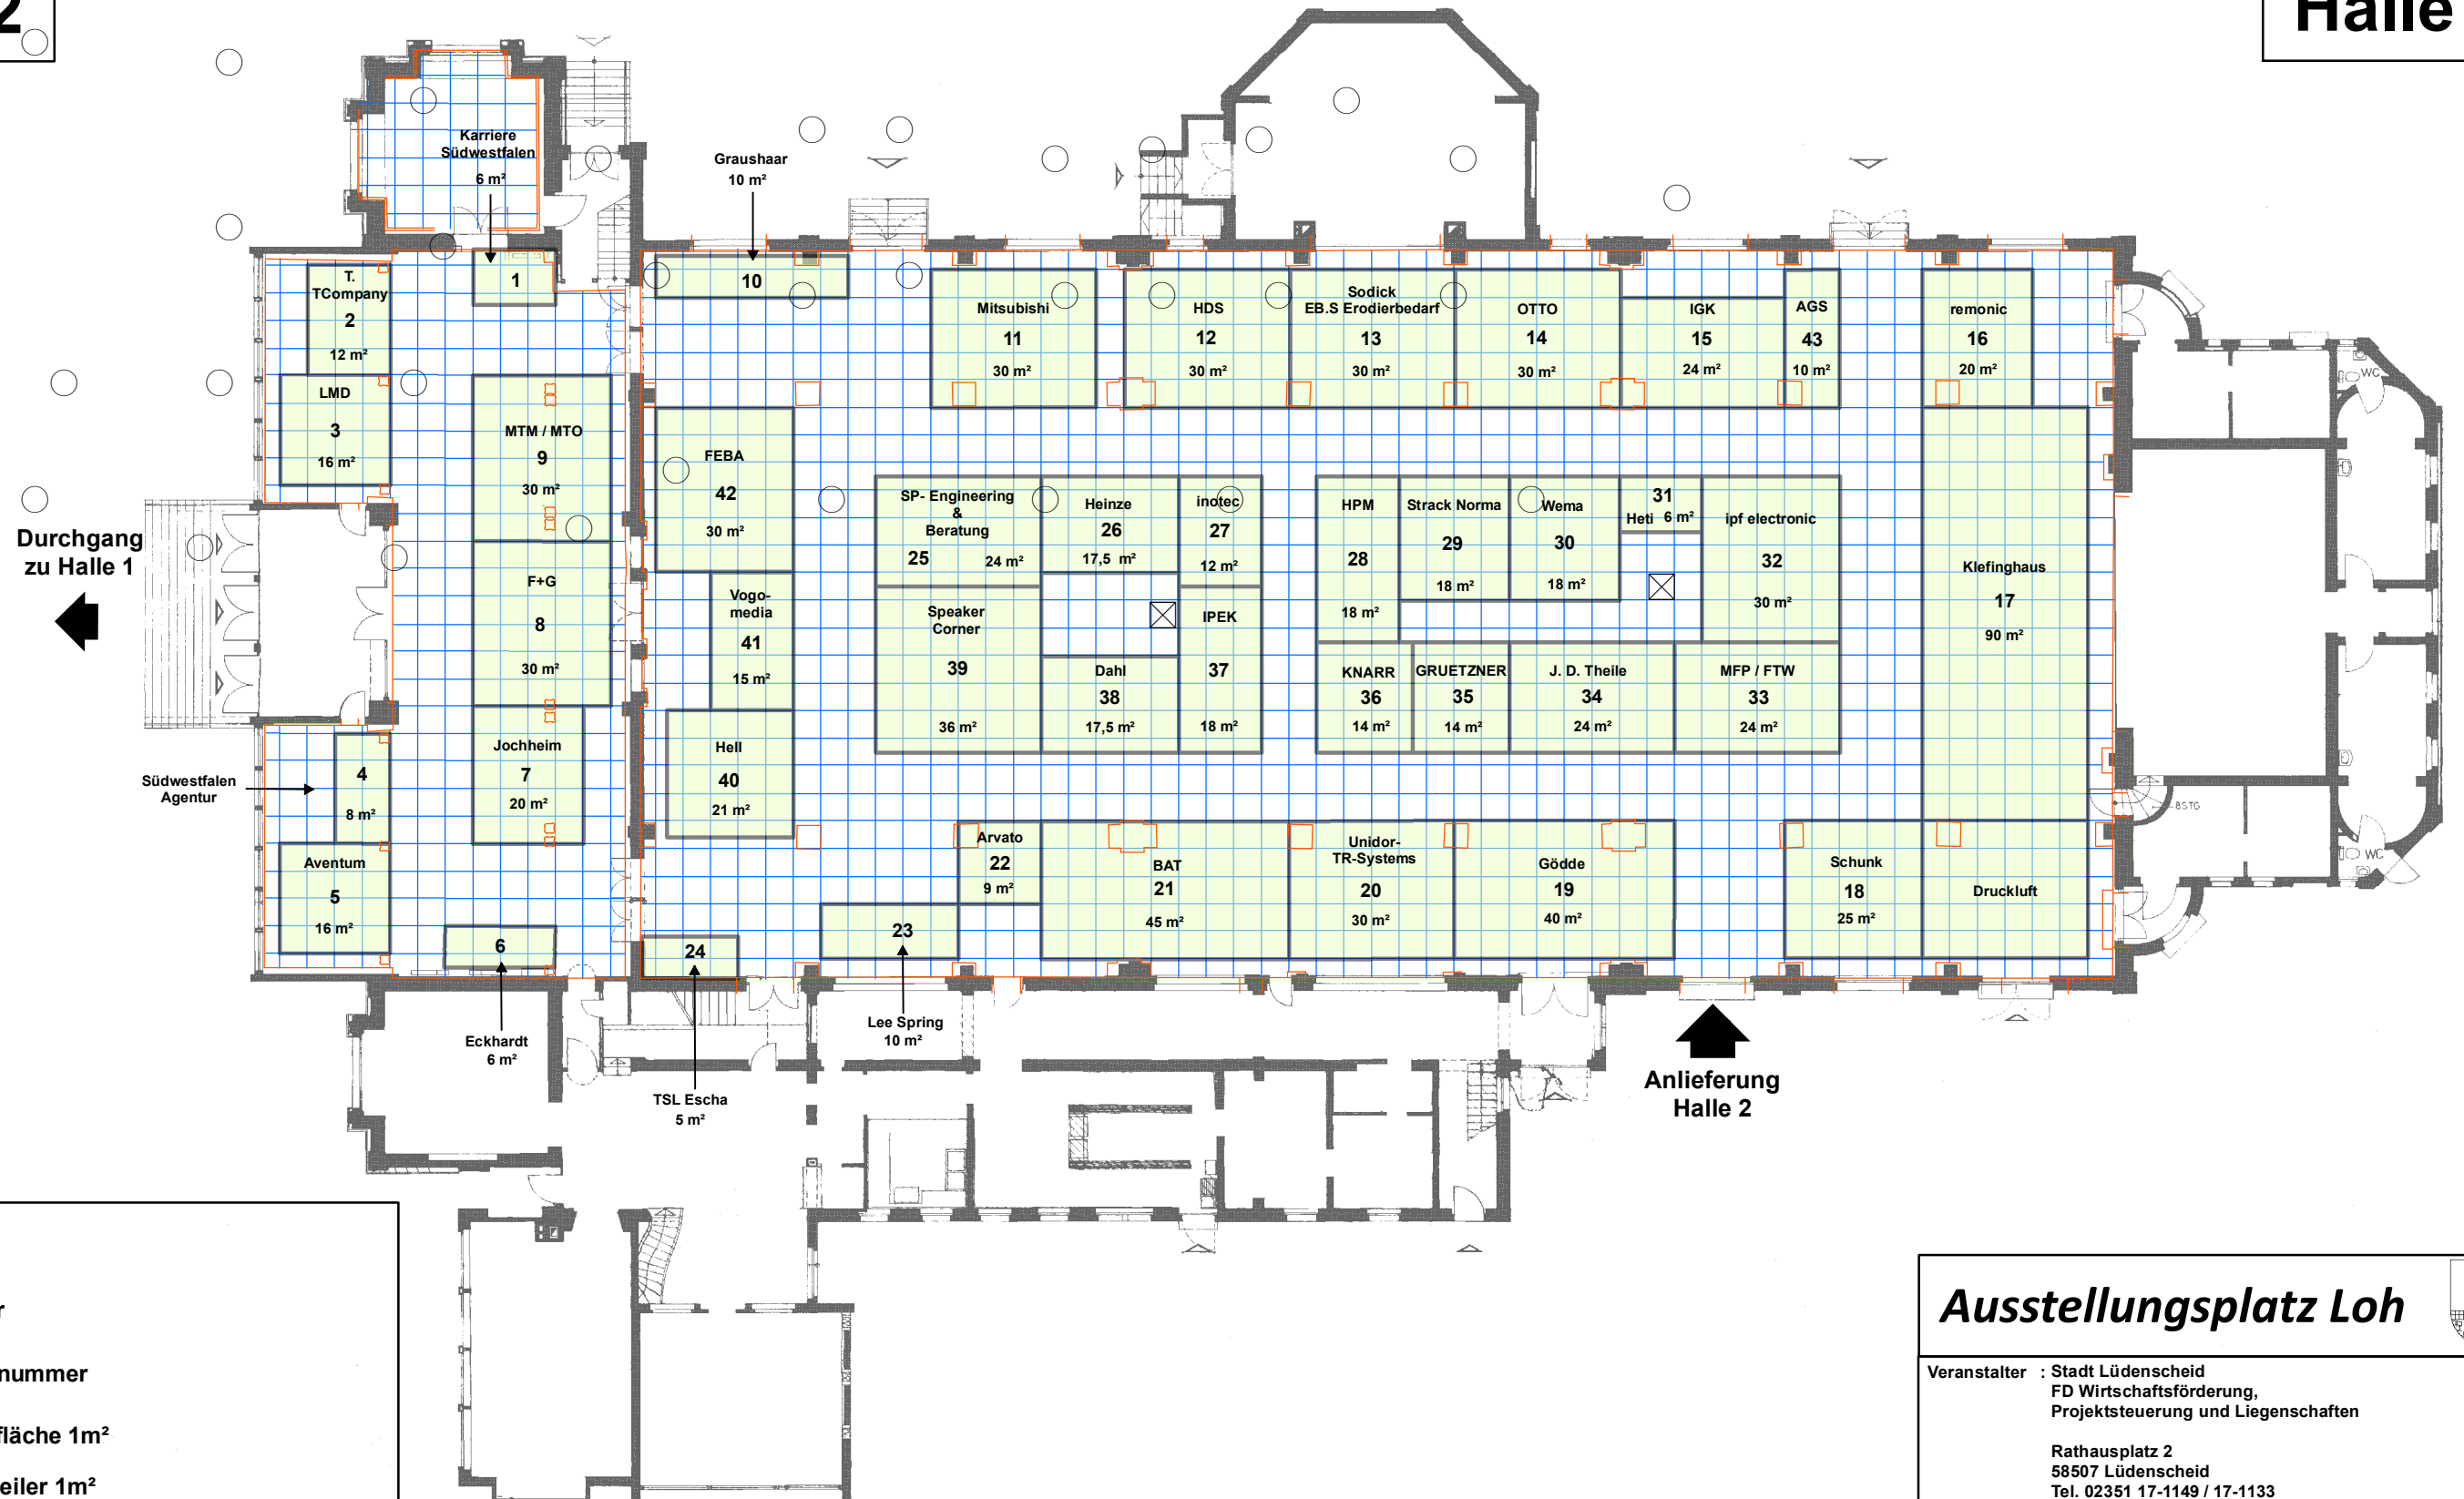 2
Halle
Karriere
Südwestfalen
6 m²
Graushaar
10 m²
1
10
T.
TCompany
2
12 m²
LMD
3
16 m²
MTM / MTO
9
30 m²
F+G
8
30 m²
Jochheim
7
20 m²
Durchgang
zu Halle 1
Südwestfalen
Agentur
4
8 m²
Aventum
5
16 m²
6
Eckhardt
6 m²
Mitsubishi
11
30 m²
HDS
12
30 m²
Sodick
EB.S Erodierbedarf
13
30 m²
OTTO
14
30 m²
IGK
15
24 m²
AGS
43
10 m²
remonic
16
20 m²
WC
FEBA
42
30 m²
Vogo-
media
41
15 m²
Hell
40
21 m²
SP- Engineering
&
Beratung
25 24 m²
Heinze
26
17,5 m²
inotec
27
12 m²
Speaker
Corner
39
36 m²
IPEK
37
18 m²
Dahl
38
17,5 m²
HPM
28
18 m²
Strack Norma
29
18 m²
Wema
30
18 m²
31
Heti 6 m²
ipf electronic
32
30 m²
KNARR
36
14 m²
GRUETZNER
35
14 m²
J. D. Theile
34
24 m²
MFP / FTW
33
24 m²
Klefinghaus
17
90 m²
8STG
WC
Arvato
22
9 m²
BAT
21
45 m²
Unidor-
TR-Systems
20
30 m²
Gödde
19
40 m²
Schunk
18
25 m²
Druckluft
23
Lee Spring
10 m²
24
TSL Escha
5 m²
Anlieferung
Halle 2
nummer
fläche 1m²
eiler 1m²
Ausstellungsplatz Loh
Veranstalter : Stadt Lüdenscheid
FD Wirtschaftsförderung,
Projektsteuerung und Liegenschaften
Rathausplatz 2
58507 Lüdenscheid
Tel. 02351 17-1149 / 17-1133